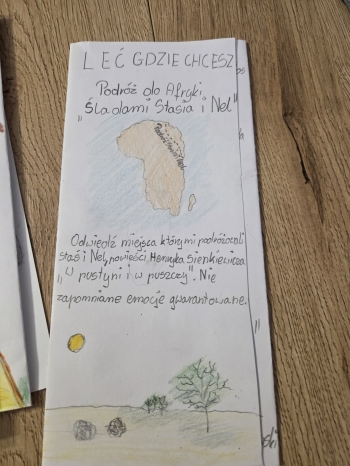 LEĆ GDZIE CHCESZ
Podróż do Afryki
"Śladami Stasia i Nel"
Odwiedź miejsca którymi podróżowali
Staś i Nel, powieści Henryka Sienkiewicza
„W pustyni i w puszczy". Nie
zapomniane emocje gwarantowane.